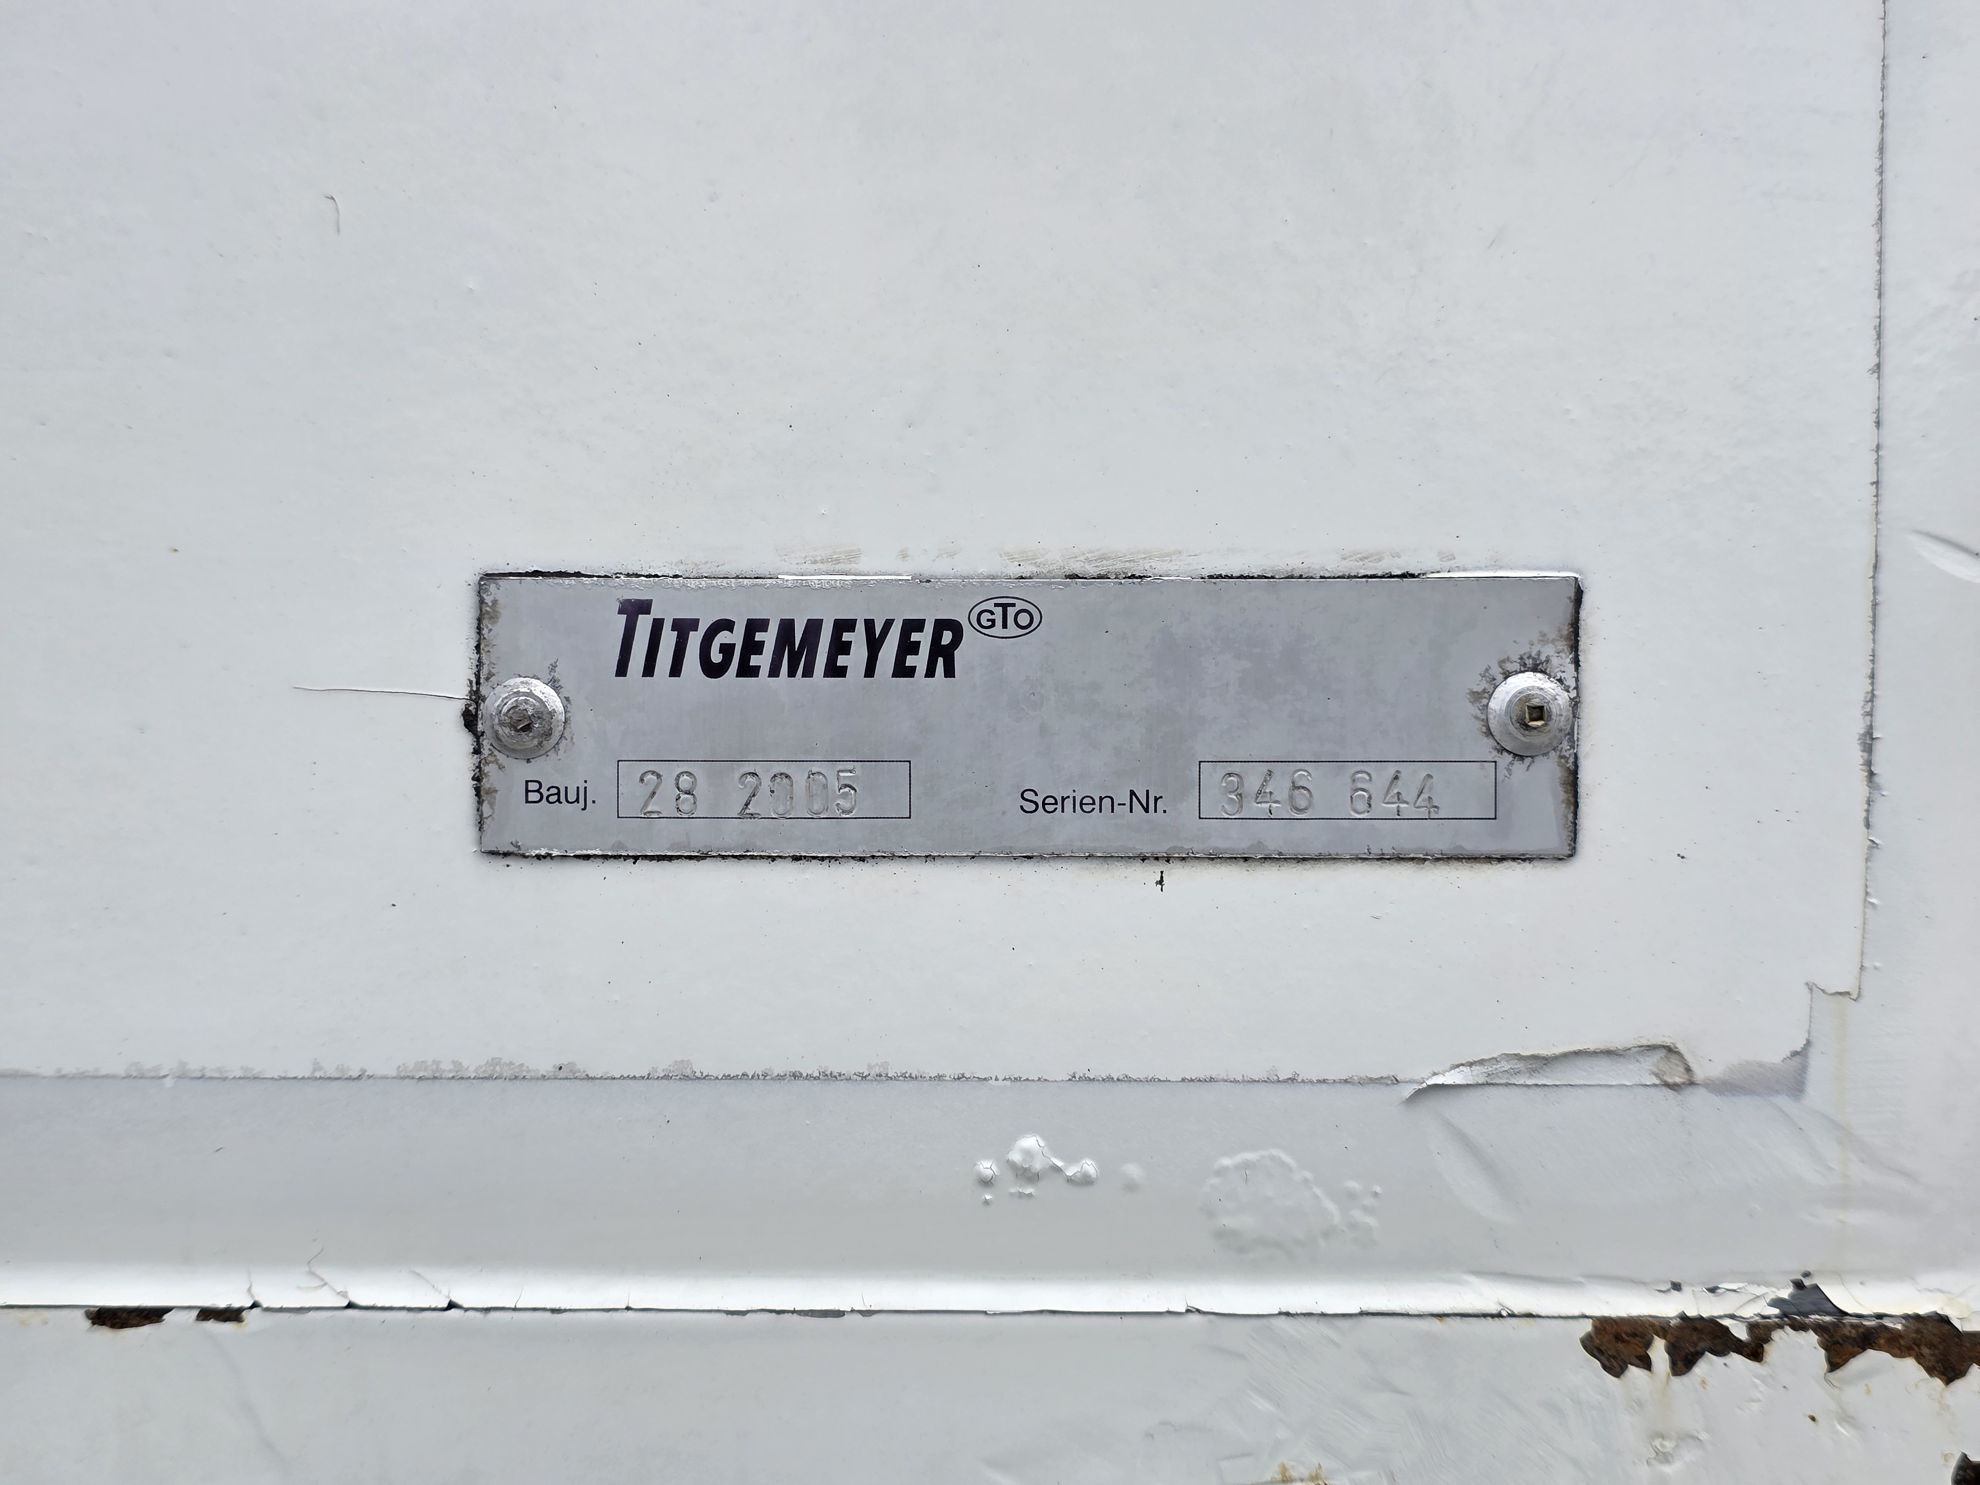 TITGEMEYER GTO
Bauj. 28 2005 Serien-Nr. 346 644